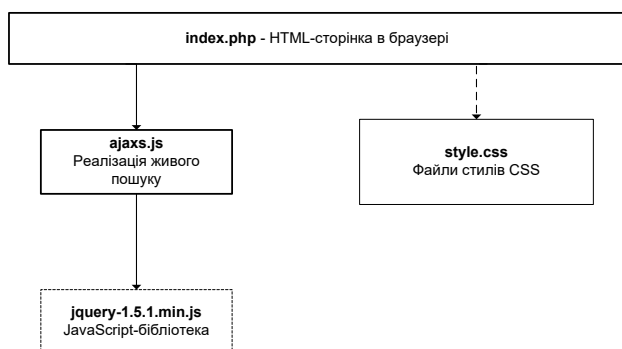 index.php - HTML-сторінка в браузері
ajaxs.js
Реалізація живого
пошуку
style.css
Файли стилів CSS
jquery-1.5.1.min.js
JavaScript-бібліотека